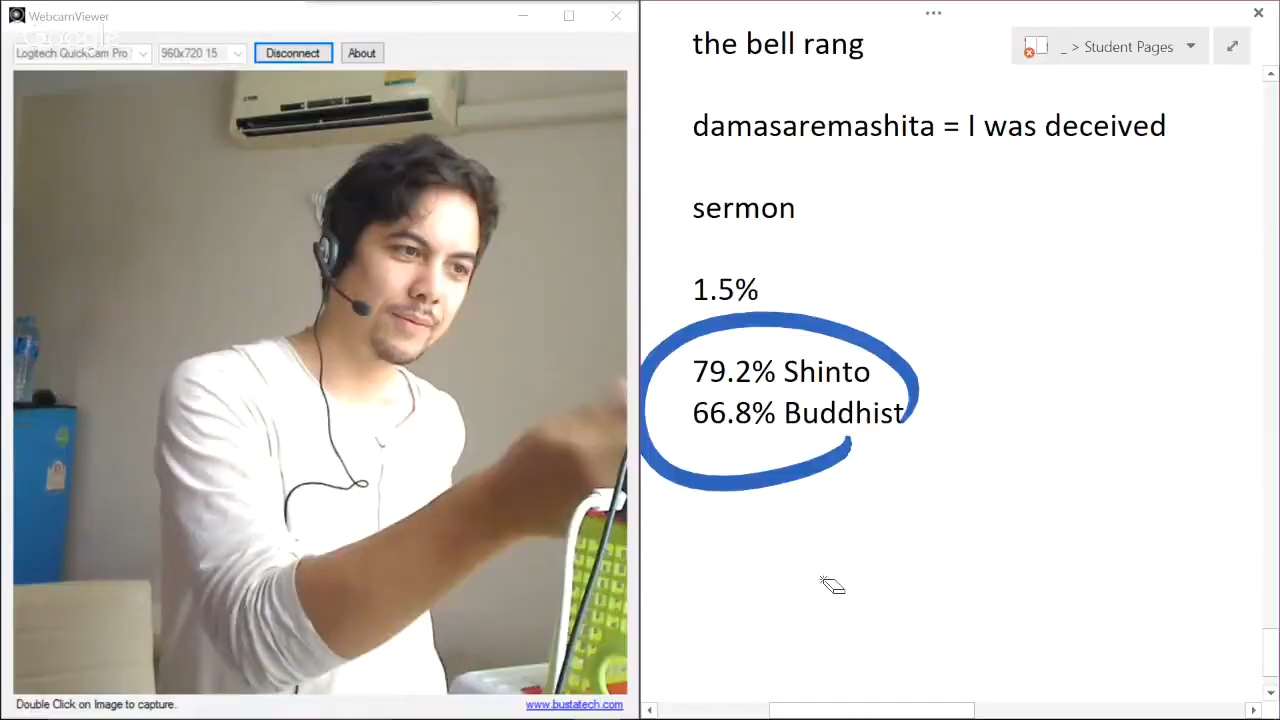 WebcamViewer
Google
Logitech QuickCam Pro
960x720 15
Disconnect
About
Double Click on Image to capture.
www.bustatech.com
_ > Student Pages
the bell rang
damasaremashita = I was deceived
sermon
1.5%
79.2% Shinto
66.8% Buddhist